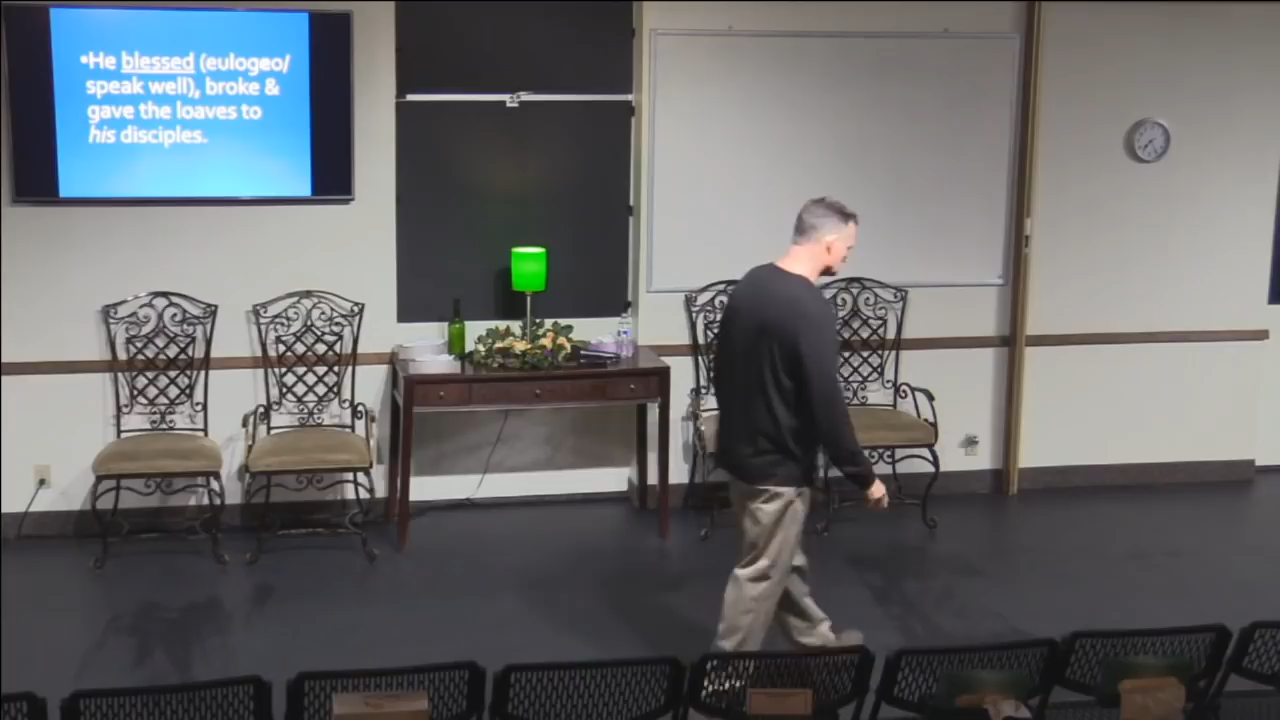 •He blessed (eulogeo/
speak well), broke &
gave the loaves to
his disciples.